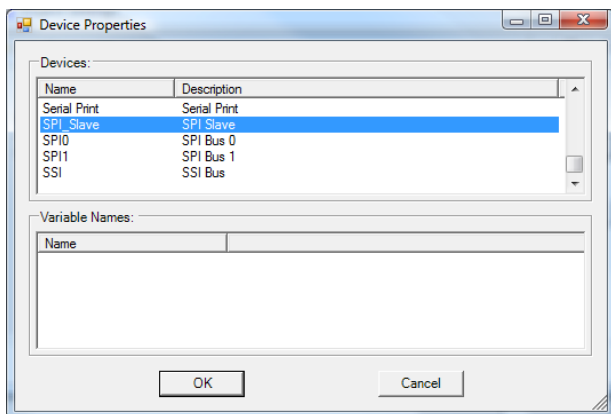 Device Properties
Devices:
Name Description
Serial Print Serial Print
SPI_Slave SPI Slave
SPI0 SPI Bus 0
SPI1 SPI Bus 1
SSI SSI Bus
Variable Names:
Name
OK Cancel